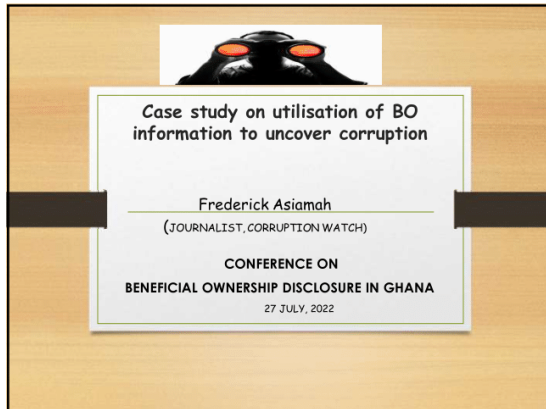 Case study on utilisation of BO
information to uncover corruption
Frederick Asiamah
(JOURNALIST, CORRUPTION WATCH)
CONFERENCE ON
BENEFICIAL OWNERSHIP DISCLOSURE IN GHANA
27 JULY, 2022